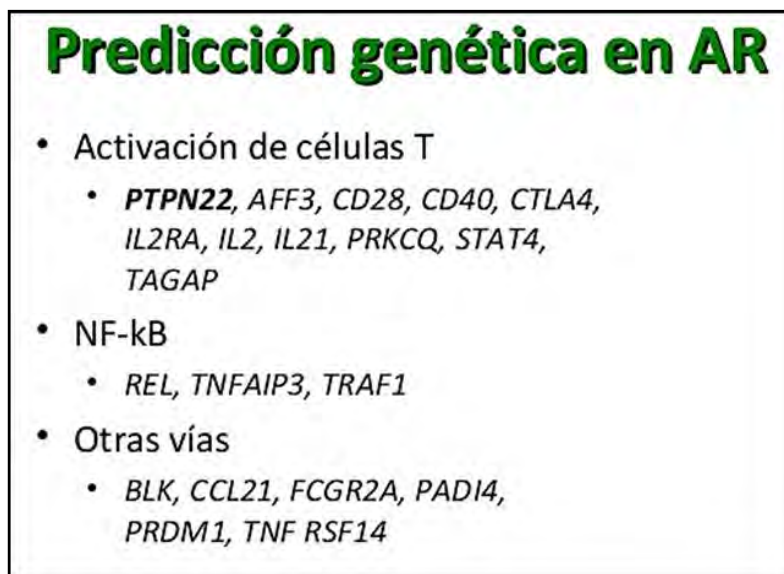 Predicción genética en AR
• Activación de células T
• PTPN22, AFF3, CD28, CD40, CTLA4,
IL2RA, IL2, IL21, PRKCQ, STAT4,
TAGAP
• NF-kB
• REL, TNFAIP3, TRAF1
• Otras vías
• BLK, CCL21, FCGR2A, PADI4,
PRDM1, TNF RSF14